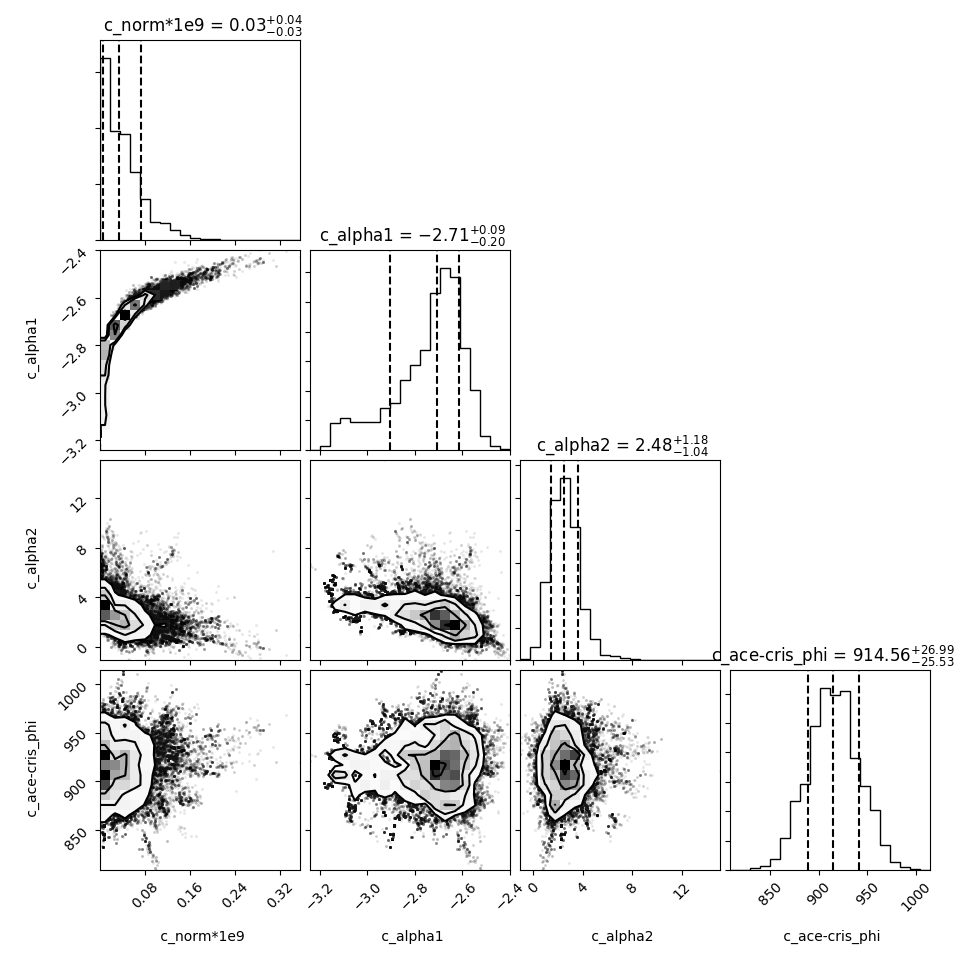 c_norm*1e9 = 0.03+0.04−0.03
c_alpha1 = −2.71+0.09−0.20
−2.4
−2.6
−2.8
−3.0
−3.2
c_alpha1
c_alpha2 = 2.48+1.18−1.04
12
8
4
0
c_alpha2
c_ace-cris_phi = 914.56+26.99−25.53
1000
950
900
850
c_ace-cris_phi
0.08 0.16 0.24 0.32
−3.2 −3.0 −2.8 −2.6 −2.4
0 4 8 12
850 900 950 1000
c_norm*1e9 c_alpha1 c_alpha2 c_ace-cris_phi